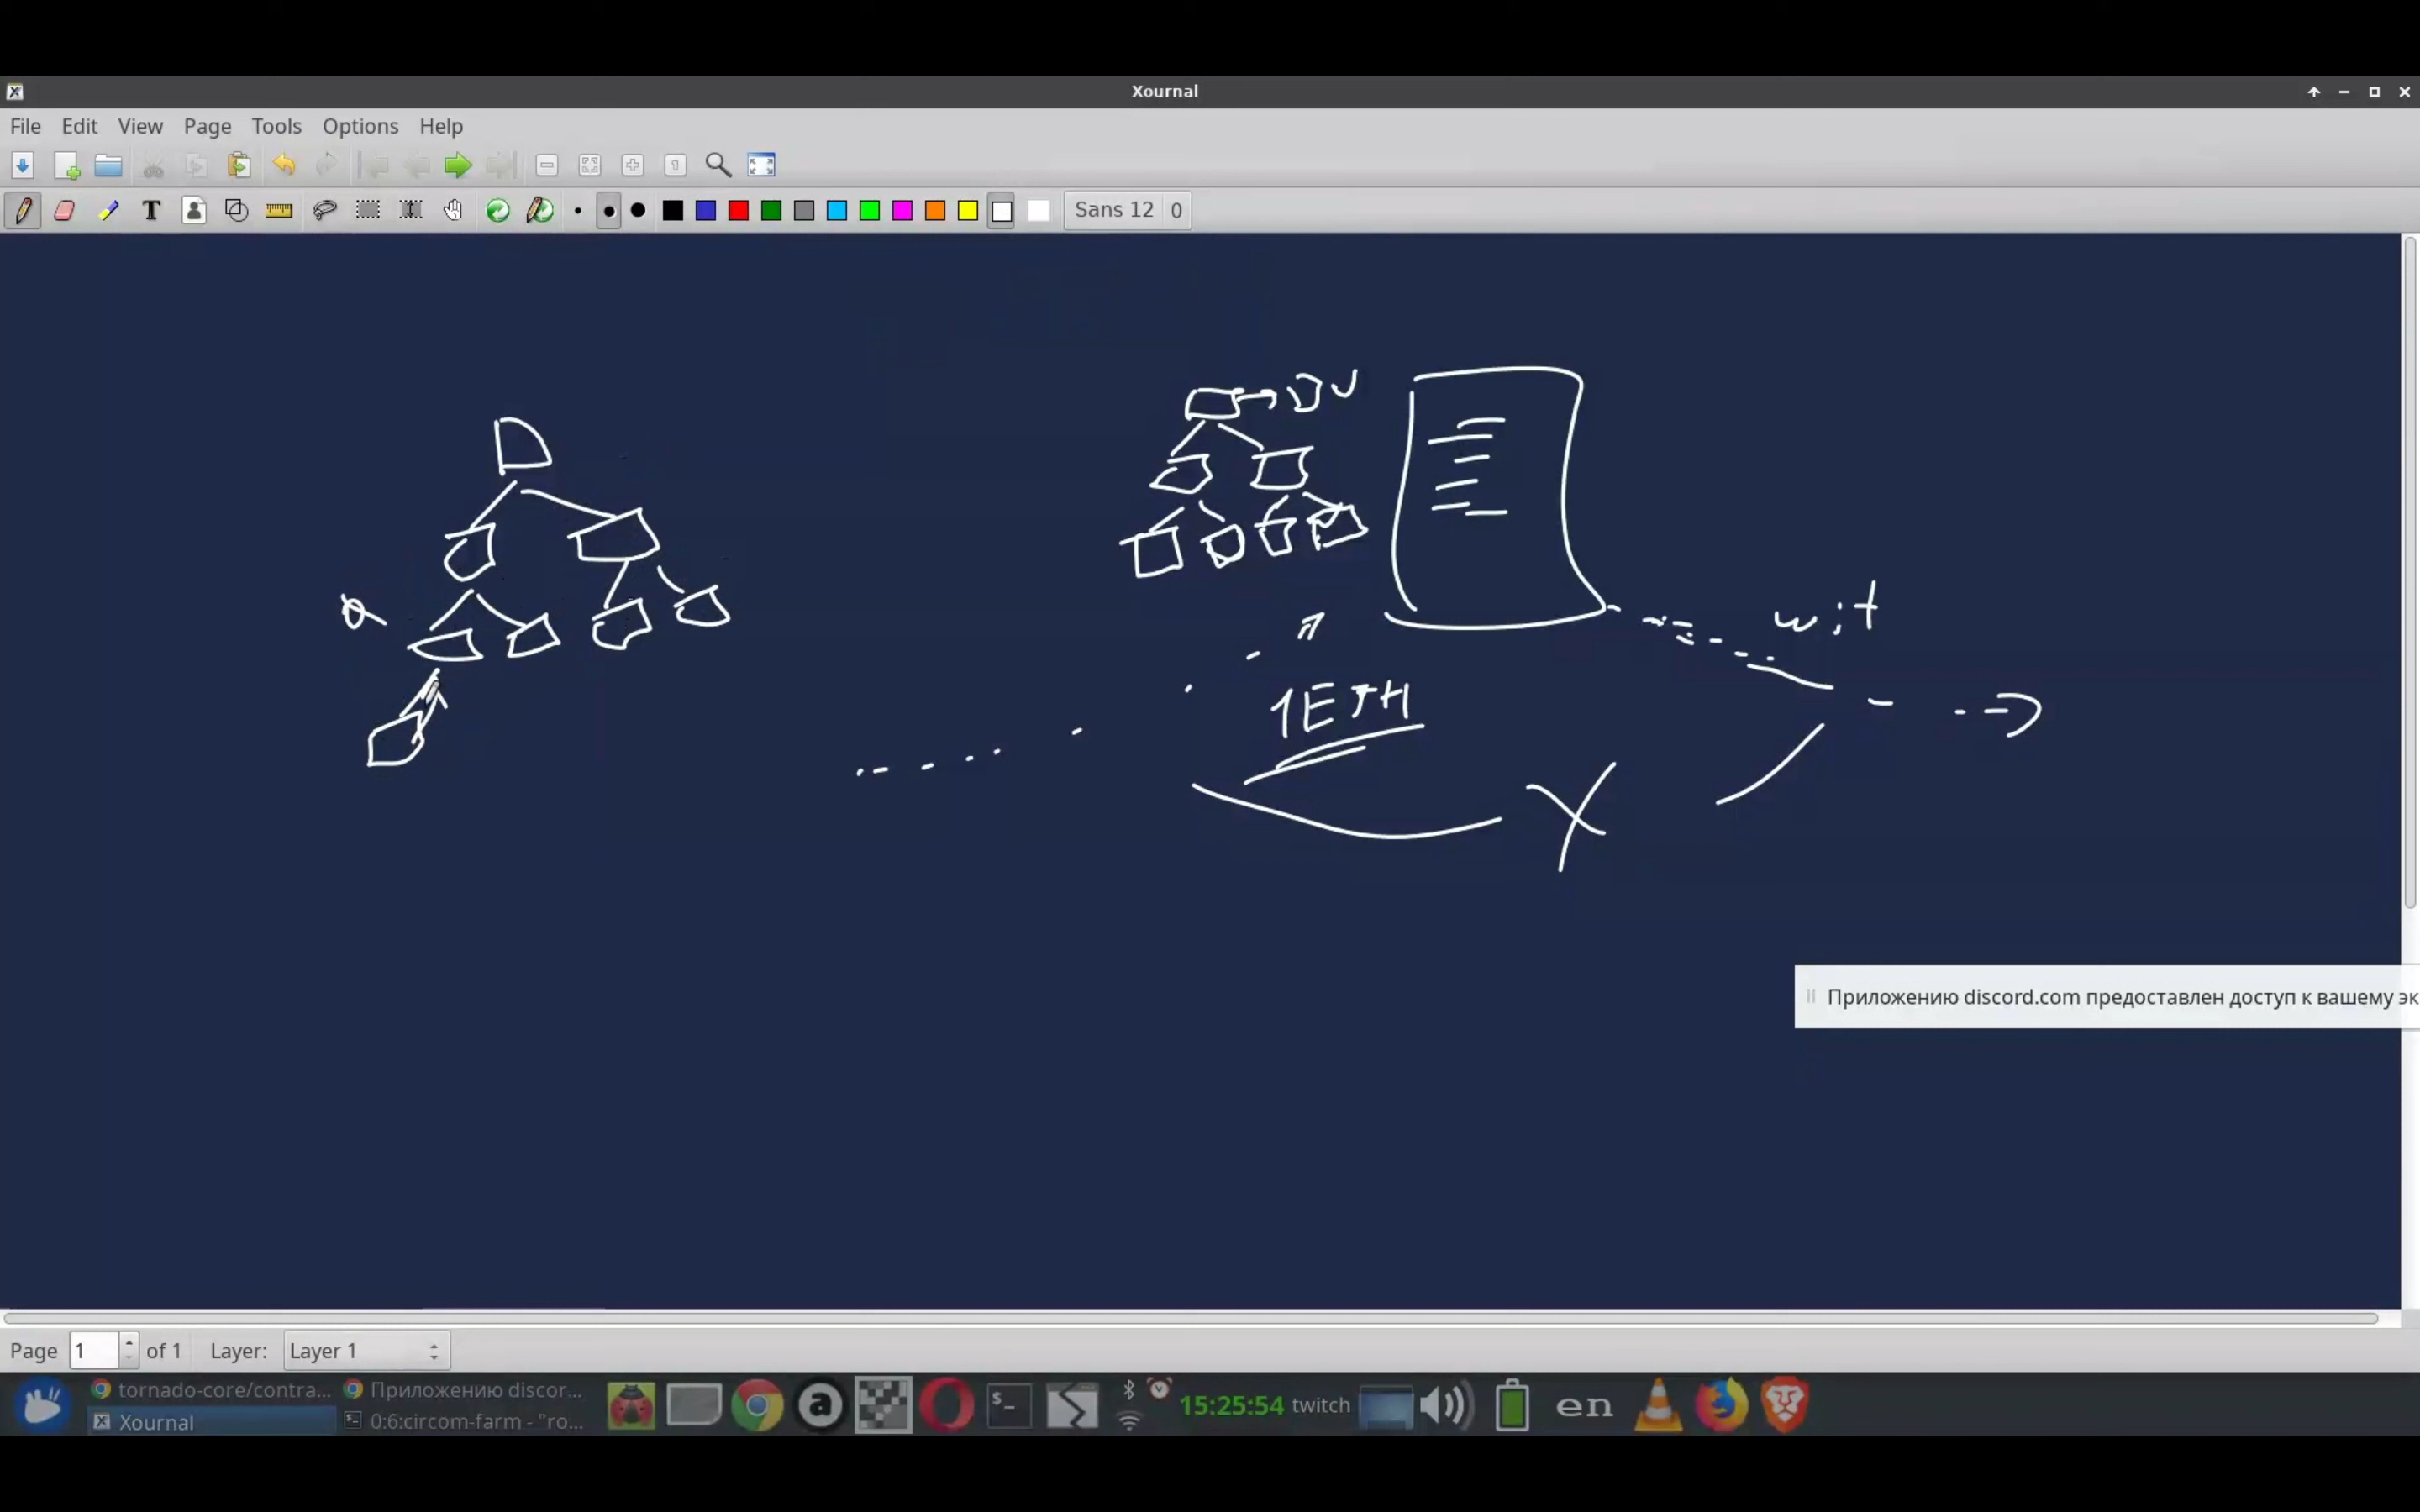 Xournal
File Edit View Page Tools Options Help
Sans 12 0
wit
1ETH
X
Приложению discord.com предоставлен доступ к вашему эк
Page 1 of 1 Layer: Layer 1
tornado-core/contra... Приложению discor...
15:25:54 twitch en
Xournal 0:6:circom-farm - "ro...